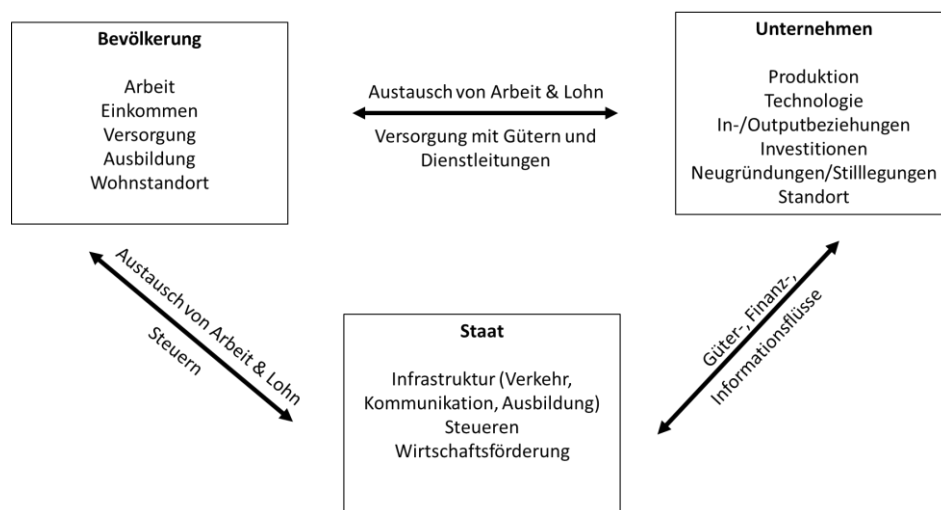 Bevölkerung
Arbeit
Einkommen
Versorgung
Ausbildung
Wohnstandort
Austausch von Arbeit & Lohn
Versorgung mit Gütern und
Dienstleitungen
Unternehmen
Produktion
Technologie
In-/Outputbeziehungen
Investitionen
Neugründungen/Stilllegungen
Standort
Austausch von Arbeit & Lohn
Steuern
Staat
Infrastruktur (Verkehr,
Kommunikation, Ausbildung)
Steueren
Wirtschaftsförderung
Güter-, Finanz-,
Informationsflüsse